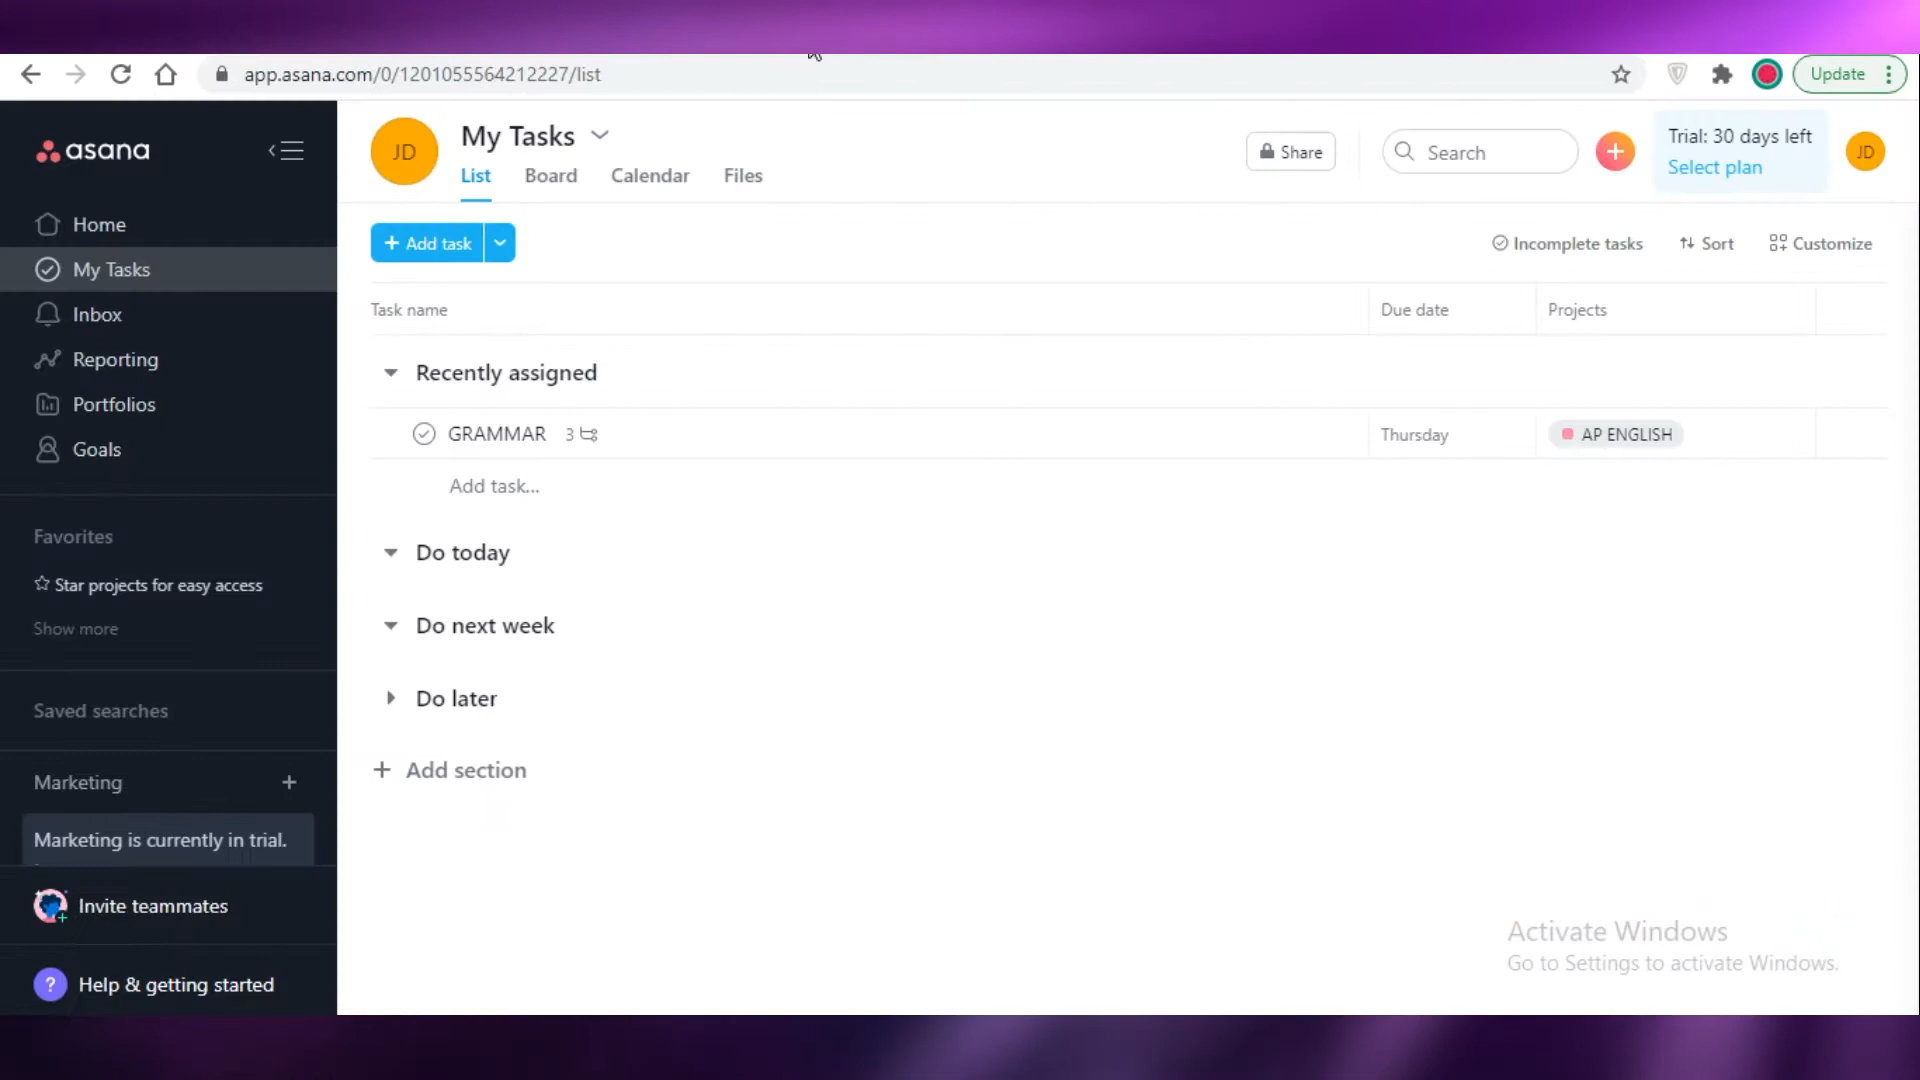 app.asana.com/0/1201055564212227/list
Update
asana
Home
My Tasks
Inbox
Reporting
Portfolios
Goals
Favorites
Star projects for easy access
Show more
Saved searches
Marketing +
Marketing is currently in trial.
Invite teammates
? Help & getting started
JD
My Tasks
List Board Calendar Files
Share
Search
+
Trial: 30 days left
Select plan
JD
+ Add task
Incomplete tasks Sort Customize
Task name Due date Projects
Recently assigned
GRAMMAR 3 Thursday AP ENGLISH
Add task...
Do today
Do next week
Do later
+ Add section
Activate Windows
Go to Settings to activate Windows.